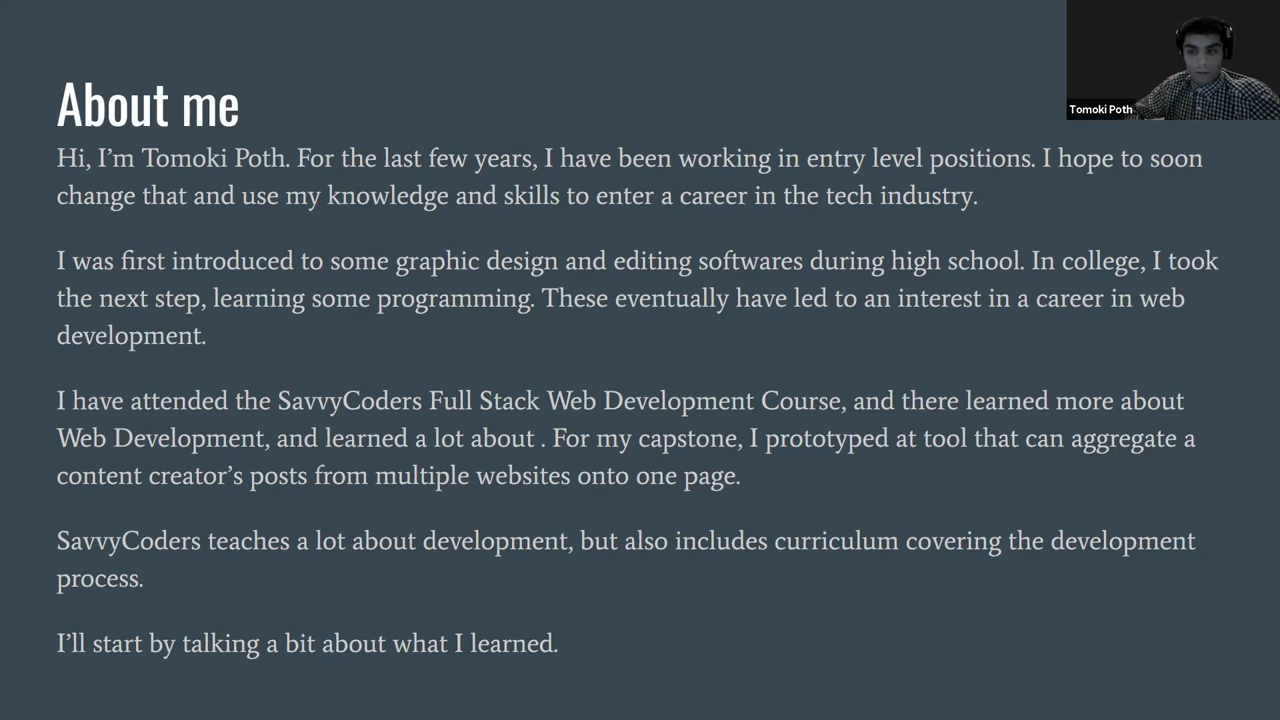 About me
Tomoki Poth
Hi, I’m Tomoki Poth. For the last few years, I have been working in entry level positions. I hope to soon
change that and use my knowledge and skills to enter a career in the tech industry.
I was first introduced to some graphic design and editing softwares during high school. In college, I took
the next step, learning some programming. These eventually have led to an interest in a career in web
development.
I have attended the SavvyCoders Full Stack Web Development Course, and there learned more about
Web Development, and learned a lot about . For my capstone, I prototyped at tool that can aggregate a
content creator’s posts from multiple websites onto one page.
SavvyCoders teaches a lot about development, but also includes curriculum covering the development
process.
I’ll start by talking a bit about what I learned.